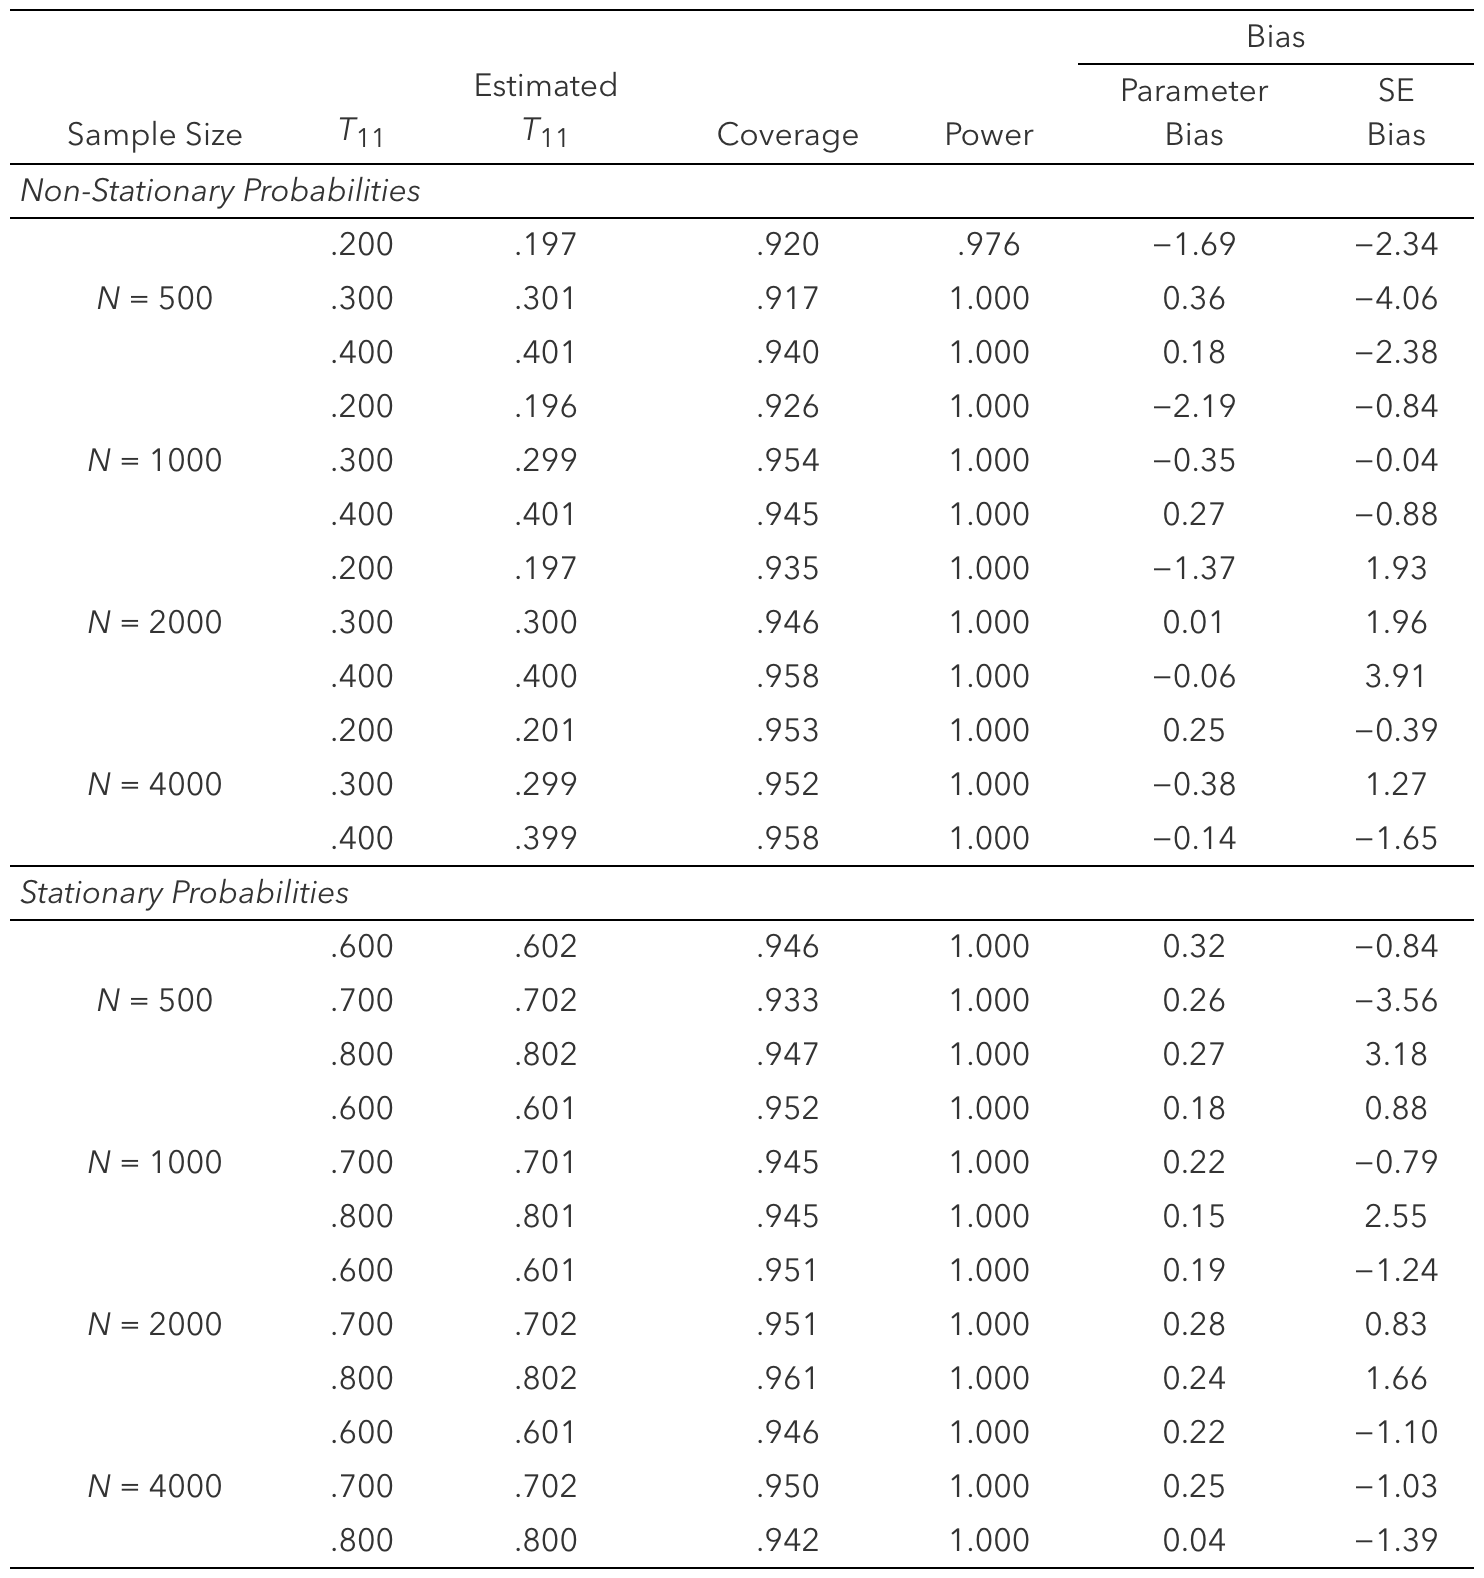 Bias
Estimated Parameter SE
Sample Size T11 T11 Coverage Power Bias Bias
Non-Stationary Probabilities
.200 .197 .920 .976 −1.69 −2.34
N = 500 .300 .301 .917 1.000 0.36 −4.06
.400 .401 .940 1.000 0.18 −2.38
.200 .196 .926 1.000 −2.19 −0.84
N = 1000 .300 .299 .954 1.000 −0.35 −0.04
.400 .401 .945 1.000 0.27 −0.88
.200 .197 .935 1.000 −1.37 1.93
N = 2000 .300 .300 .946 1.000 0.01 1.96
.400 .400 .958 1.000 −0.06 3.91
.200 .201 .953 1.000 0.25 −0.39
N = 4000 .300 .299 .952 1.000 −0.38 1.27
.400 .399 .958 1.000 −0.14 −1.65
Stationary Probabilities
.600 .602 .946 1.000 0.32 −0.84
N = 500 .700 .702 .933 1.000 0.26 −3.56
.800 .802 .947 1.000 0.27 3.18
.600 .601 .952 1.000 0.18 0.88
N = 1000 .700 .701 .945 1.000 0.22 −0.79
.800 .801 .945 1.000 0.15 2.55
.600 .601 .951 1.000 0.19 −1.24
N = 2000 .700 .702 .951 1.000 0.28 0.83
.800 .802 .961 1.000 0.24 1.66
.600 .601 .946 1.000 0.22 −1.10
N = 4000 .700 .702 .950 1.000 0.25 −1.03
.800 .800 .942 1.000 0.04 −1.39